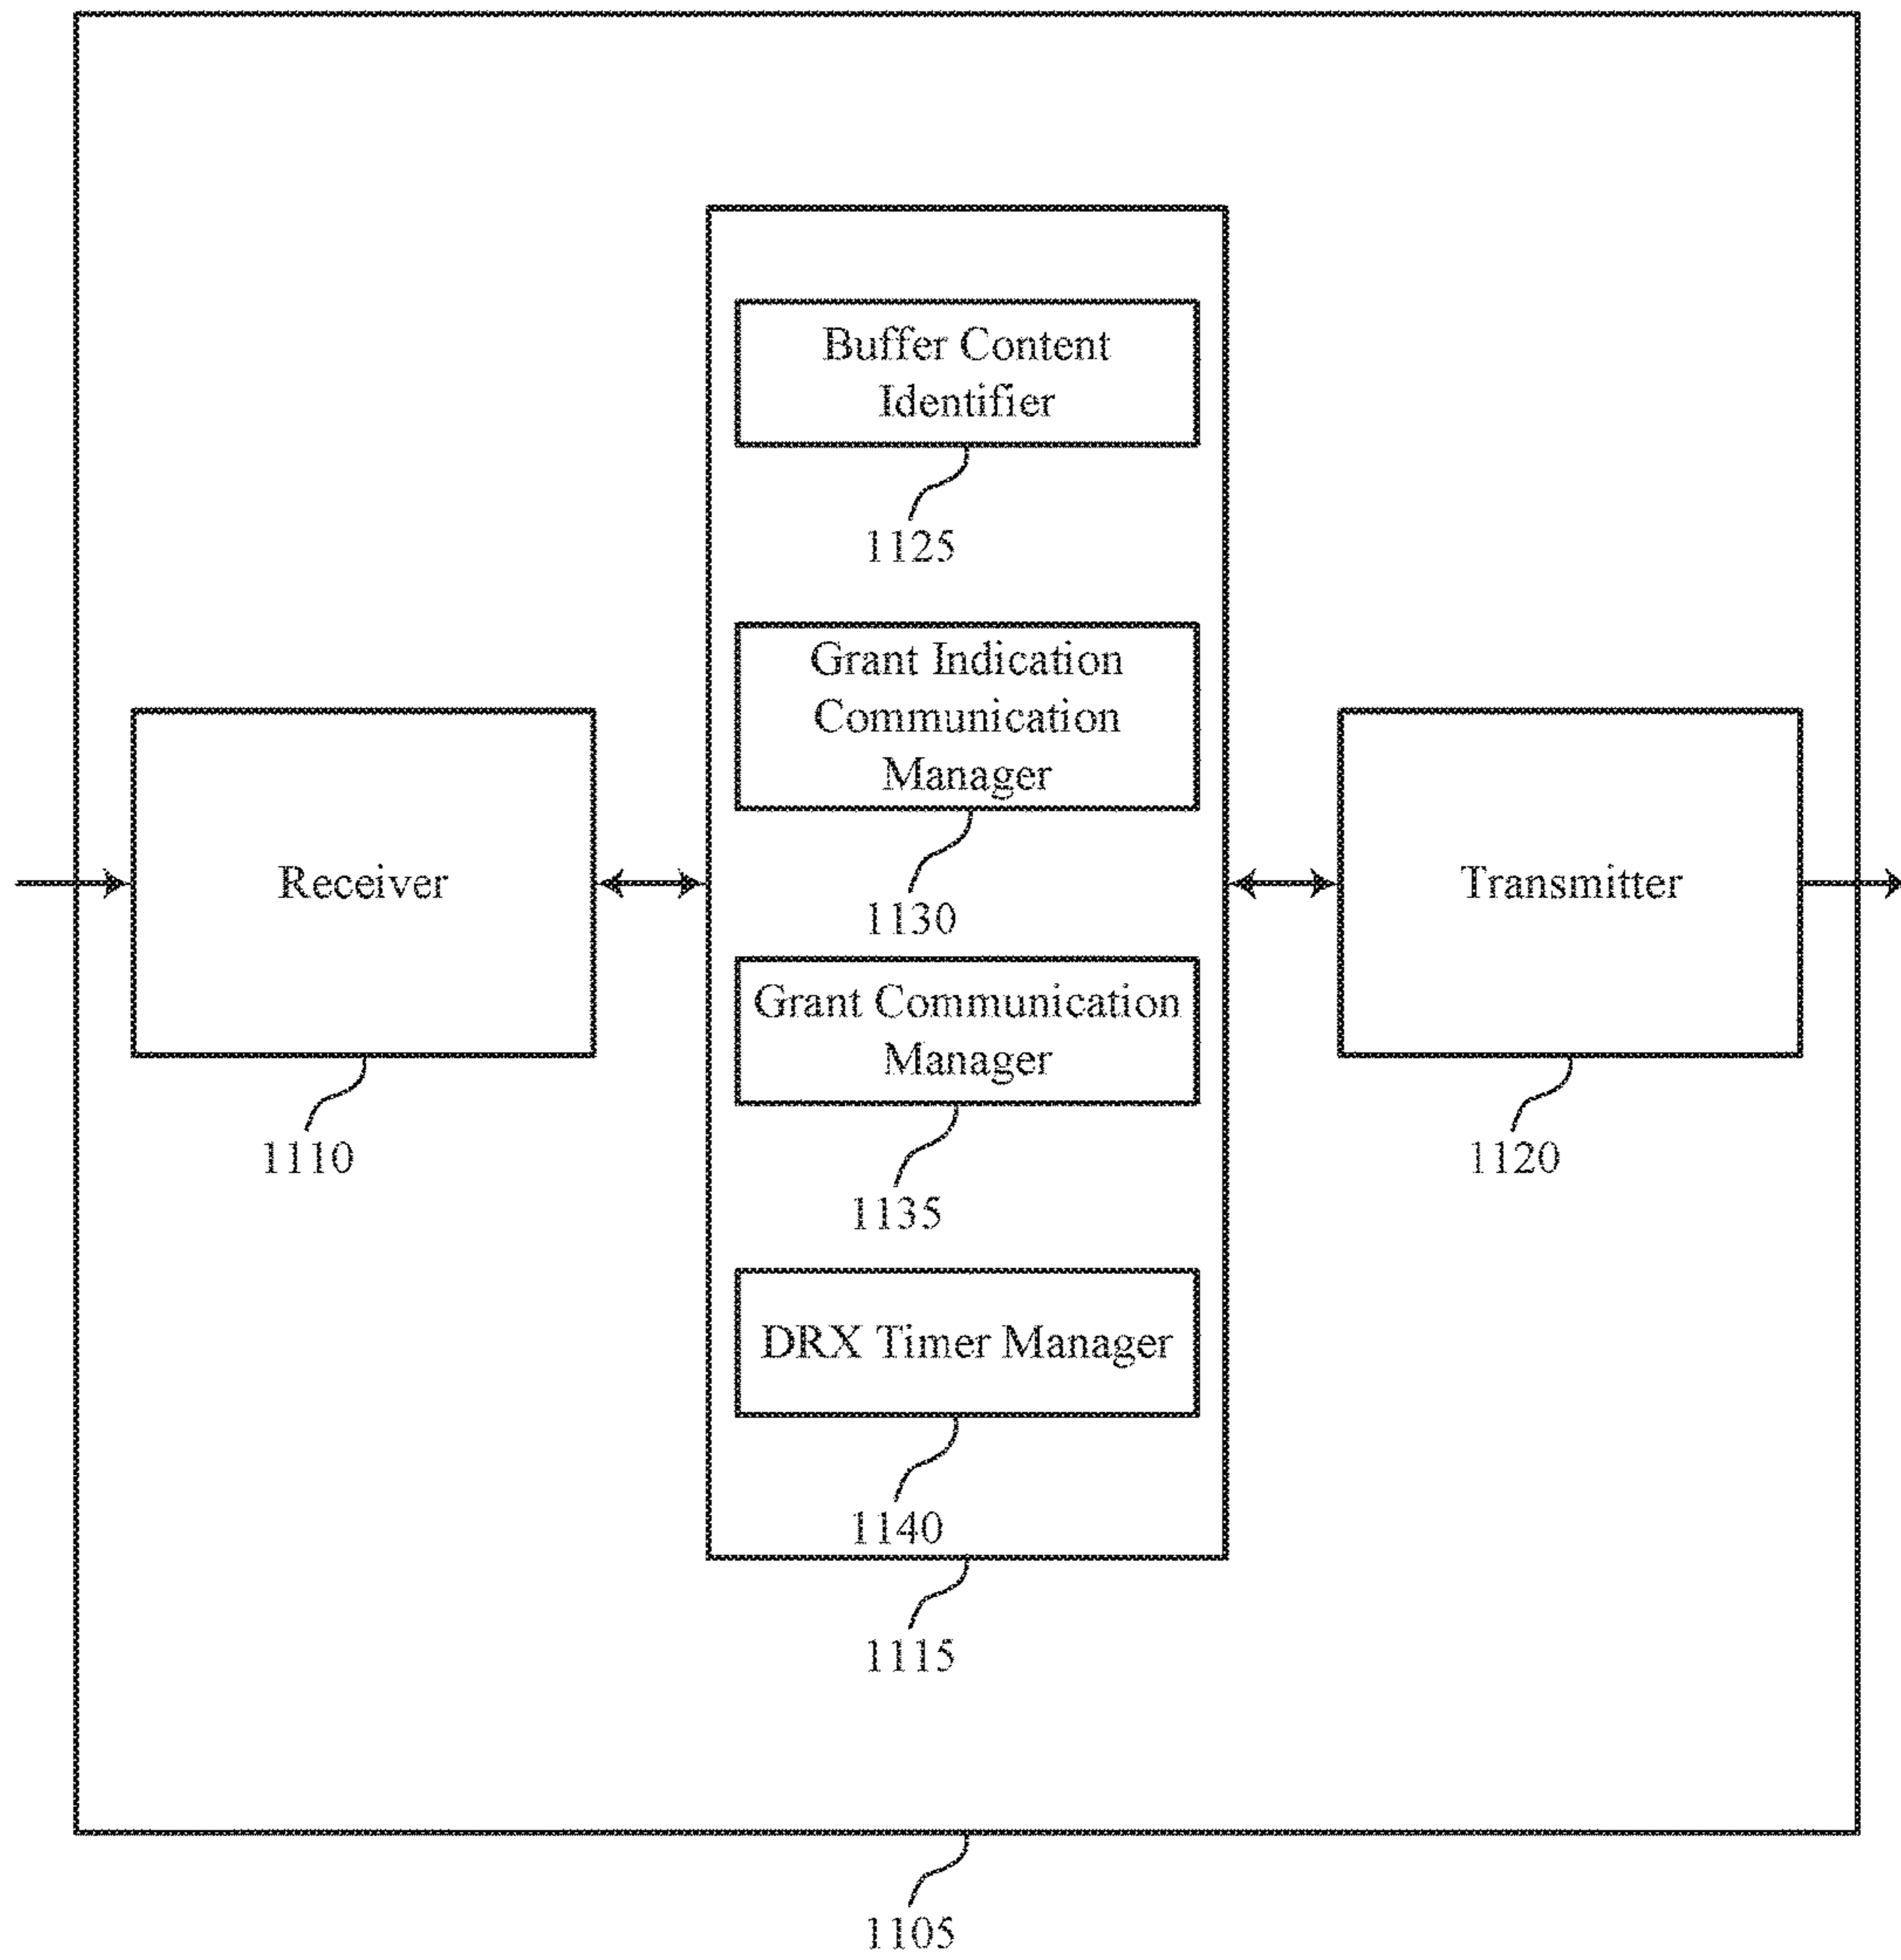 Buffer Content
Identifier
1125
Grant Indication
Communication
Manager
1130
Receiver
1110
Grant Communication
Manager
1135
Transmitter
1120
DRX Timer Manager
1140
1115
1105